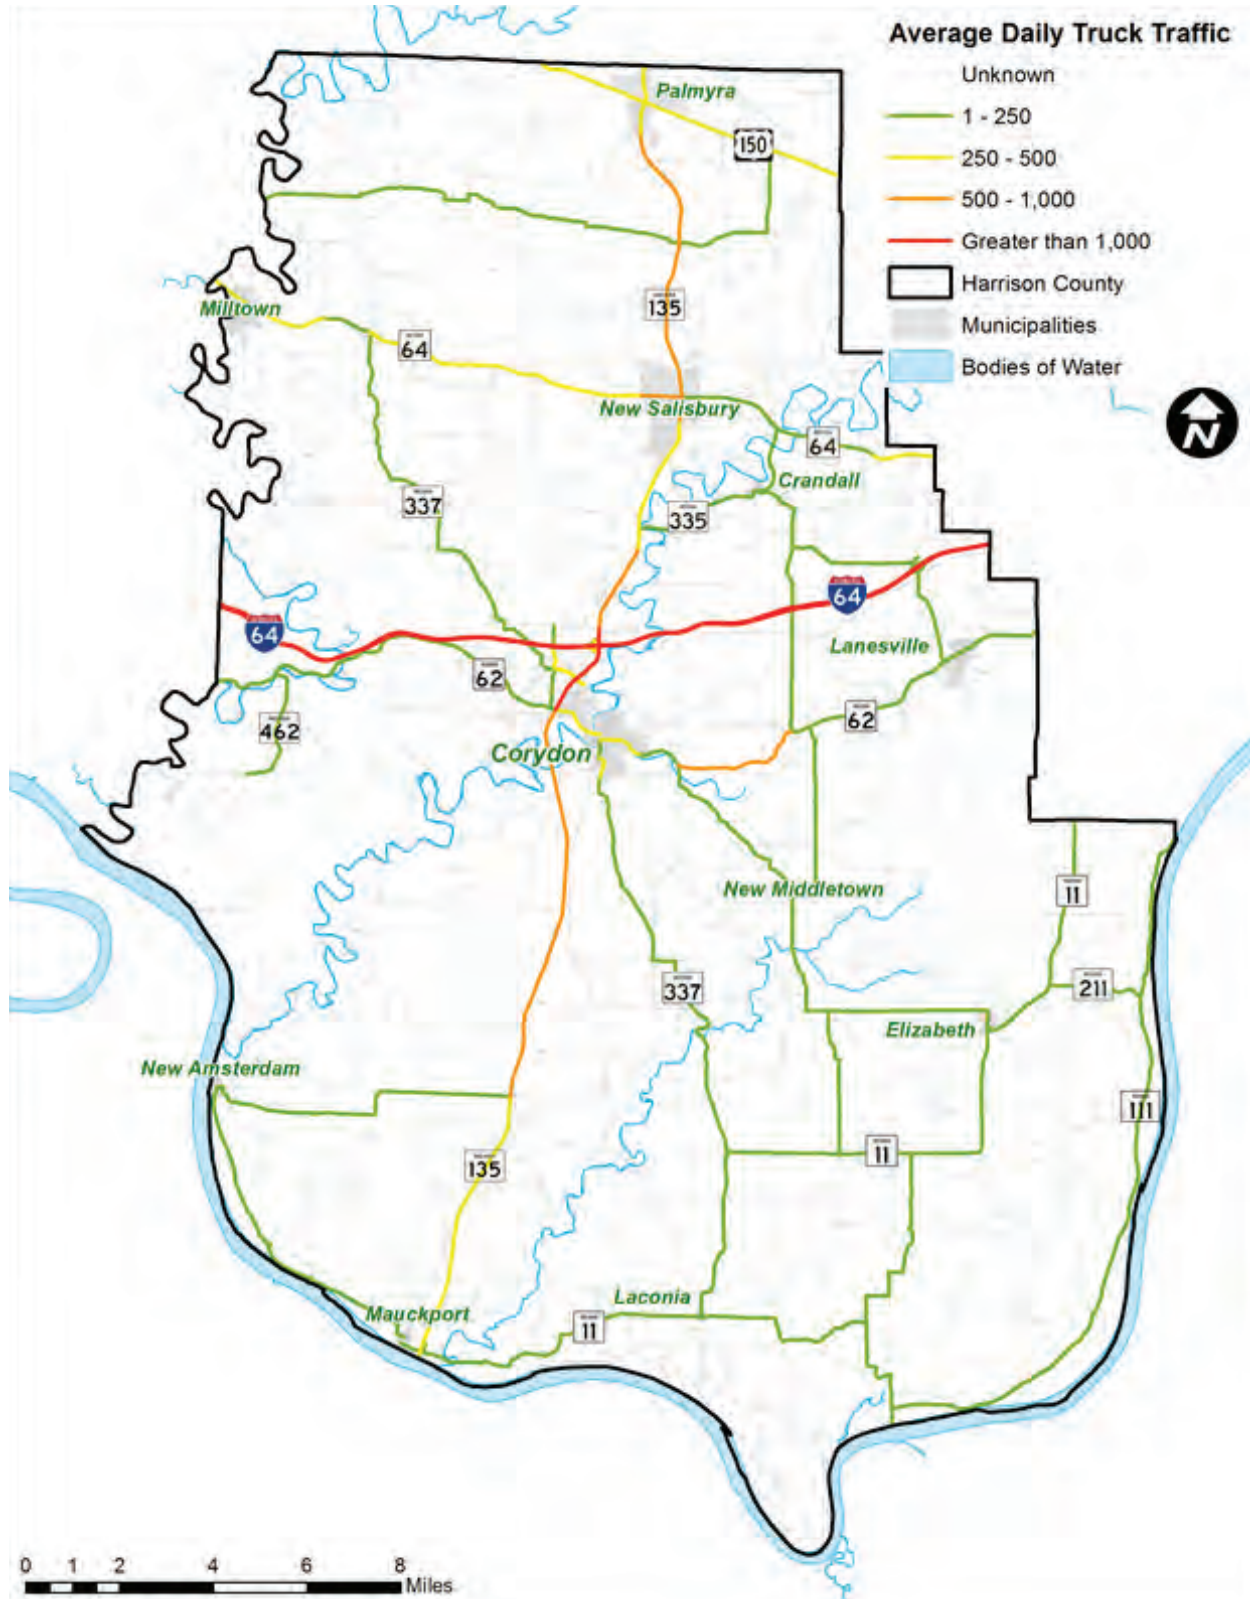 Average Daily Truck Traffic
Unknown
1 - 250
250 - 500
500 - 1,000
Greater than 1,000
Harrison County
Municipalities
Bodies of Water
N
Palmyra
150
135
Milltown
64
New Salisbury
64
Crandall
337
335
64
64
Lanesville
62
62
462
Corydon
New Middletown
11
337
211
Elizabeth
New Amsterdam
111
135
11
Laconia
Mauckport
11
0 1 2 4 6 8
Miles